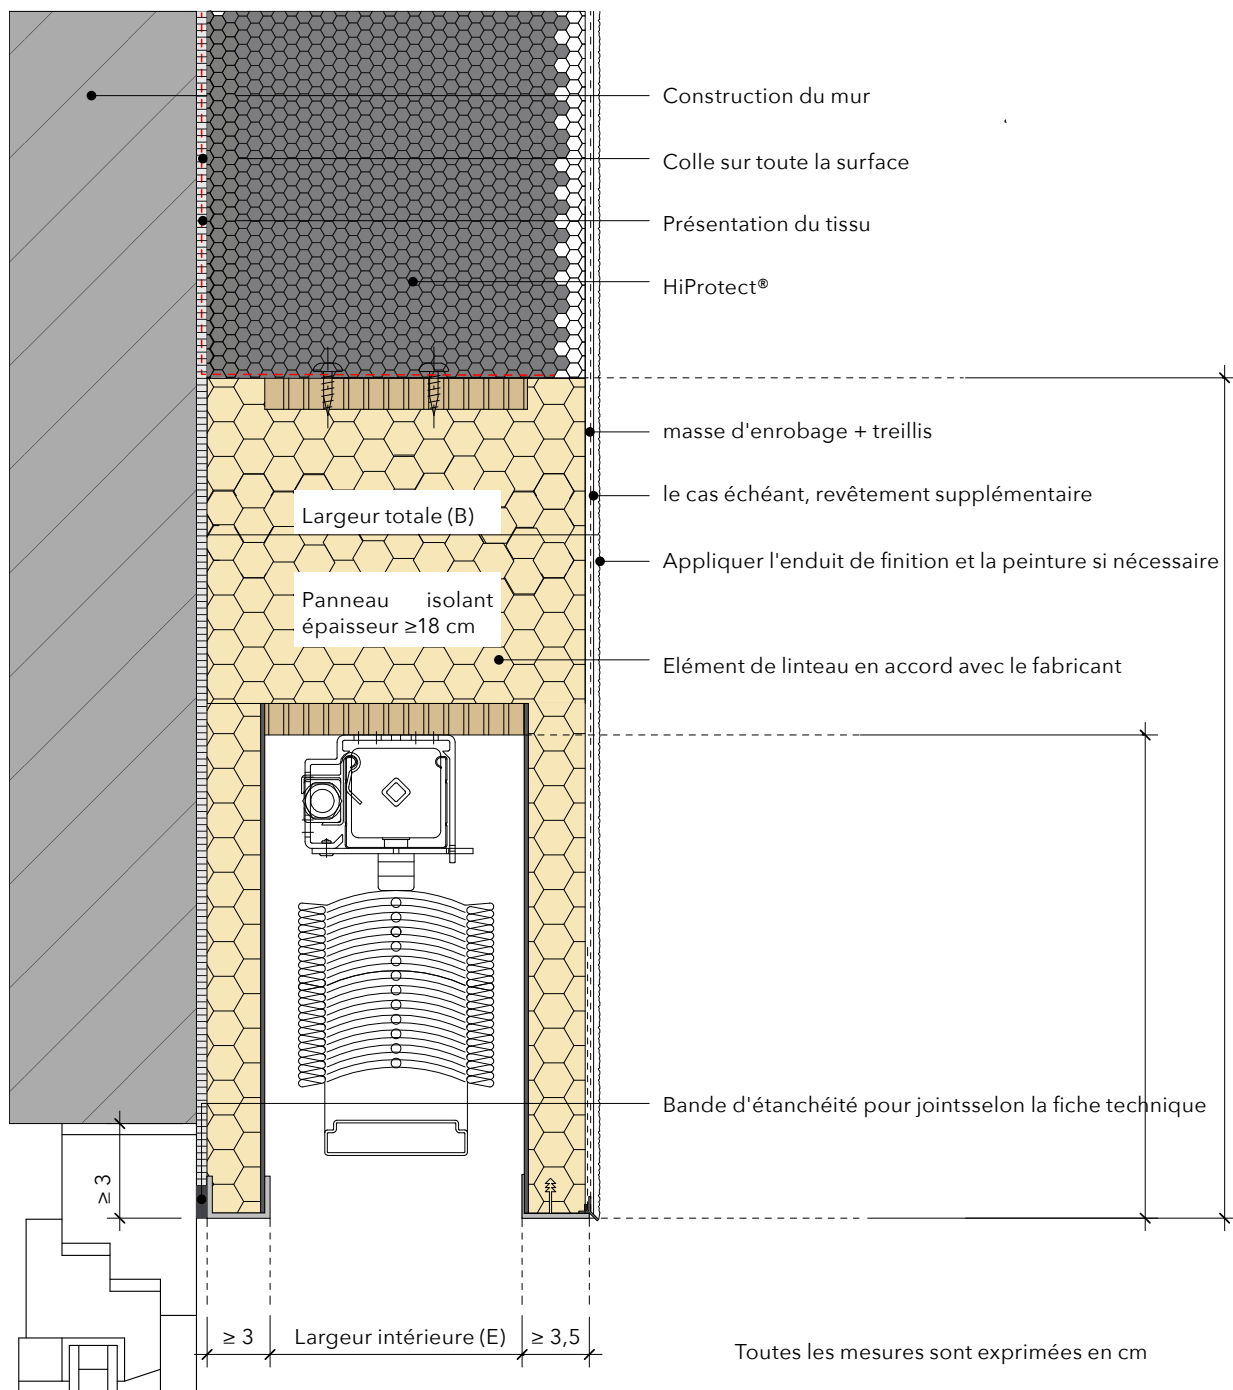 Construction du mur
Colle sur toute la surface
Présentation du tissu
HiProtect®
masse d'enrobage + treillis
le cas échéant, revêtement supplémentaire
Largeur totale (B)
Appliquer l'enduit de finition et la peinture si nécessaire
Panneau isolant
épaisseur ≥18 cm
Elément de linteau en accord avec le fabricant
Bande d'étanchéité pour jointsselon la fiche technique
≥ 3
≥ 3
Largeur intérieure (E)
≥ 3,5
Toutes les mesures sont exprimées en cm